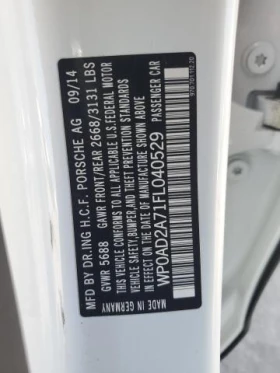 MFD BY DR.ING H.C.F. PORSCHE AG 09/14
GVWR 5688 GAWR FRONT/REAR 2668/3131 LBS
THIS VEHICLE CONFORMS TO ALL APPLICABLE U.S. FEDERAL MOTOR
VEHICLE SAFETY, BUMPER, AND THEFT PREVENTION STANDARDS
IN EFFECT ON THE DATE OF MANUFACTURE SHOWN ABOVE
WP0AD2A71FL040529 PASSENGER CAR
MADE IN GERMANY